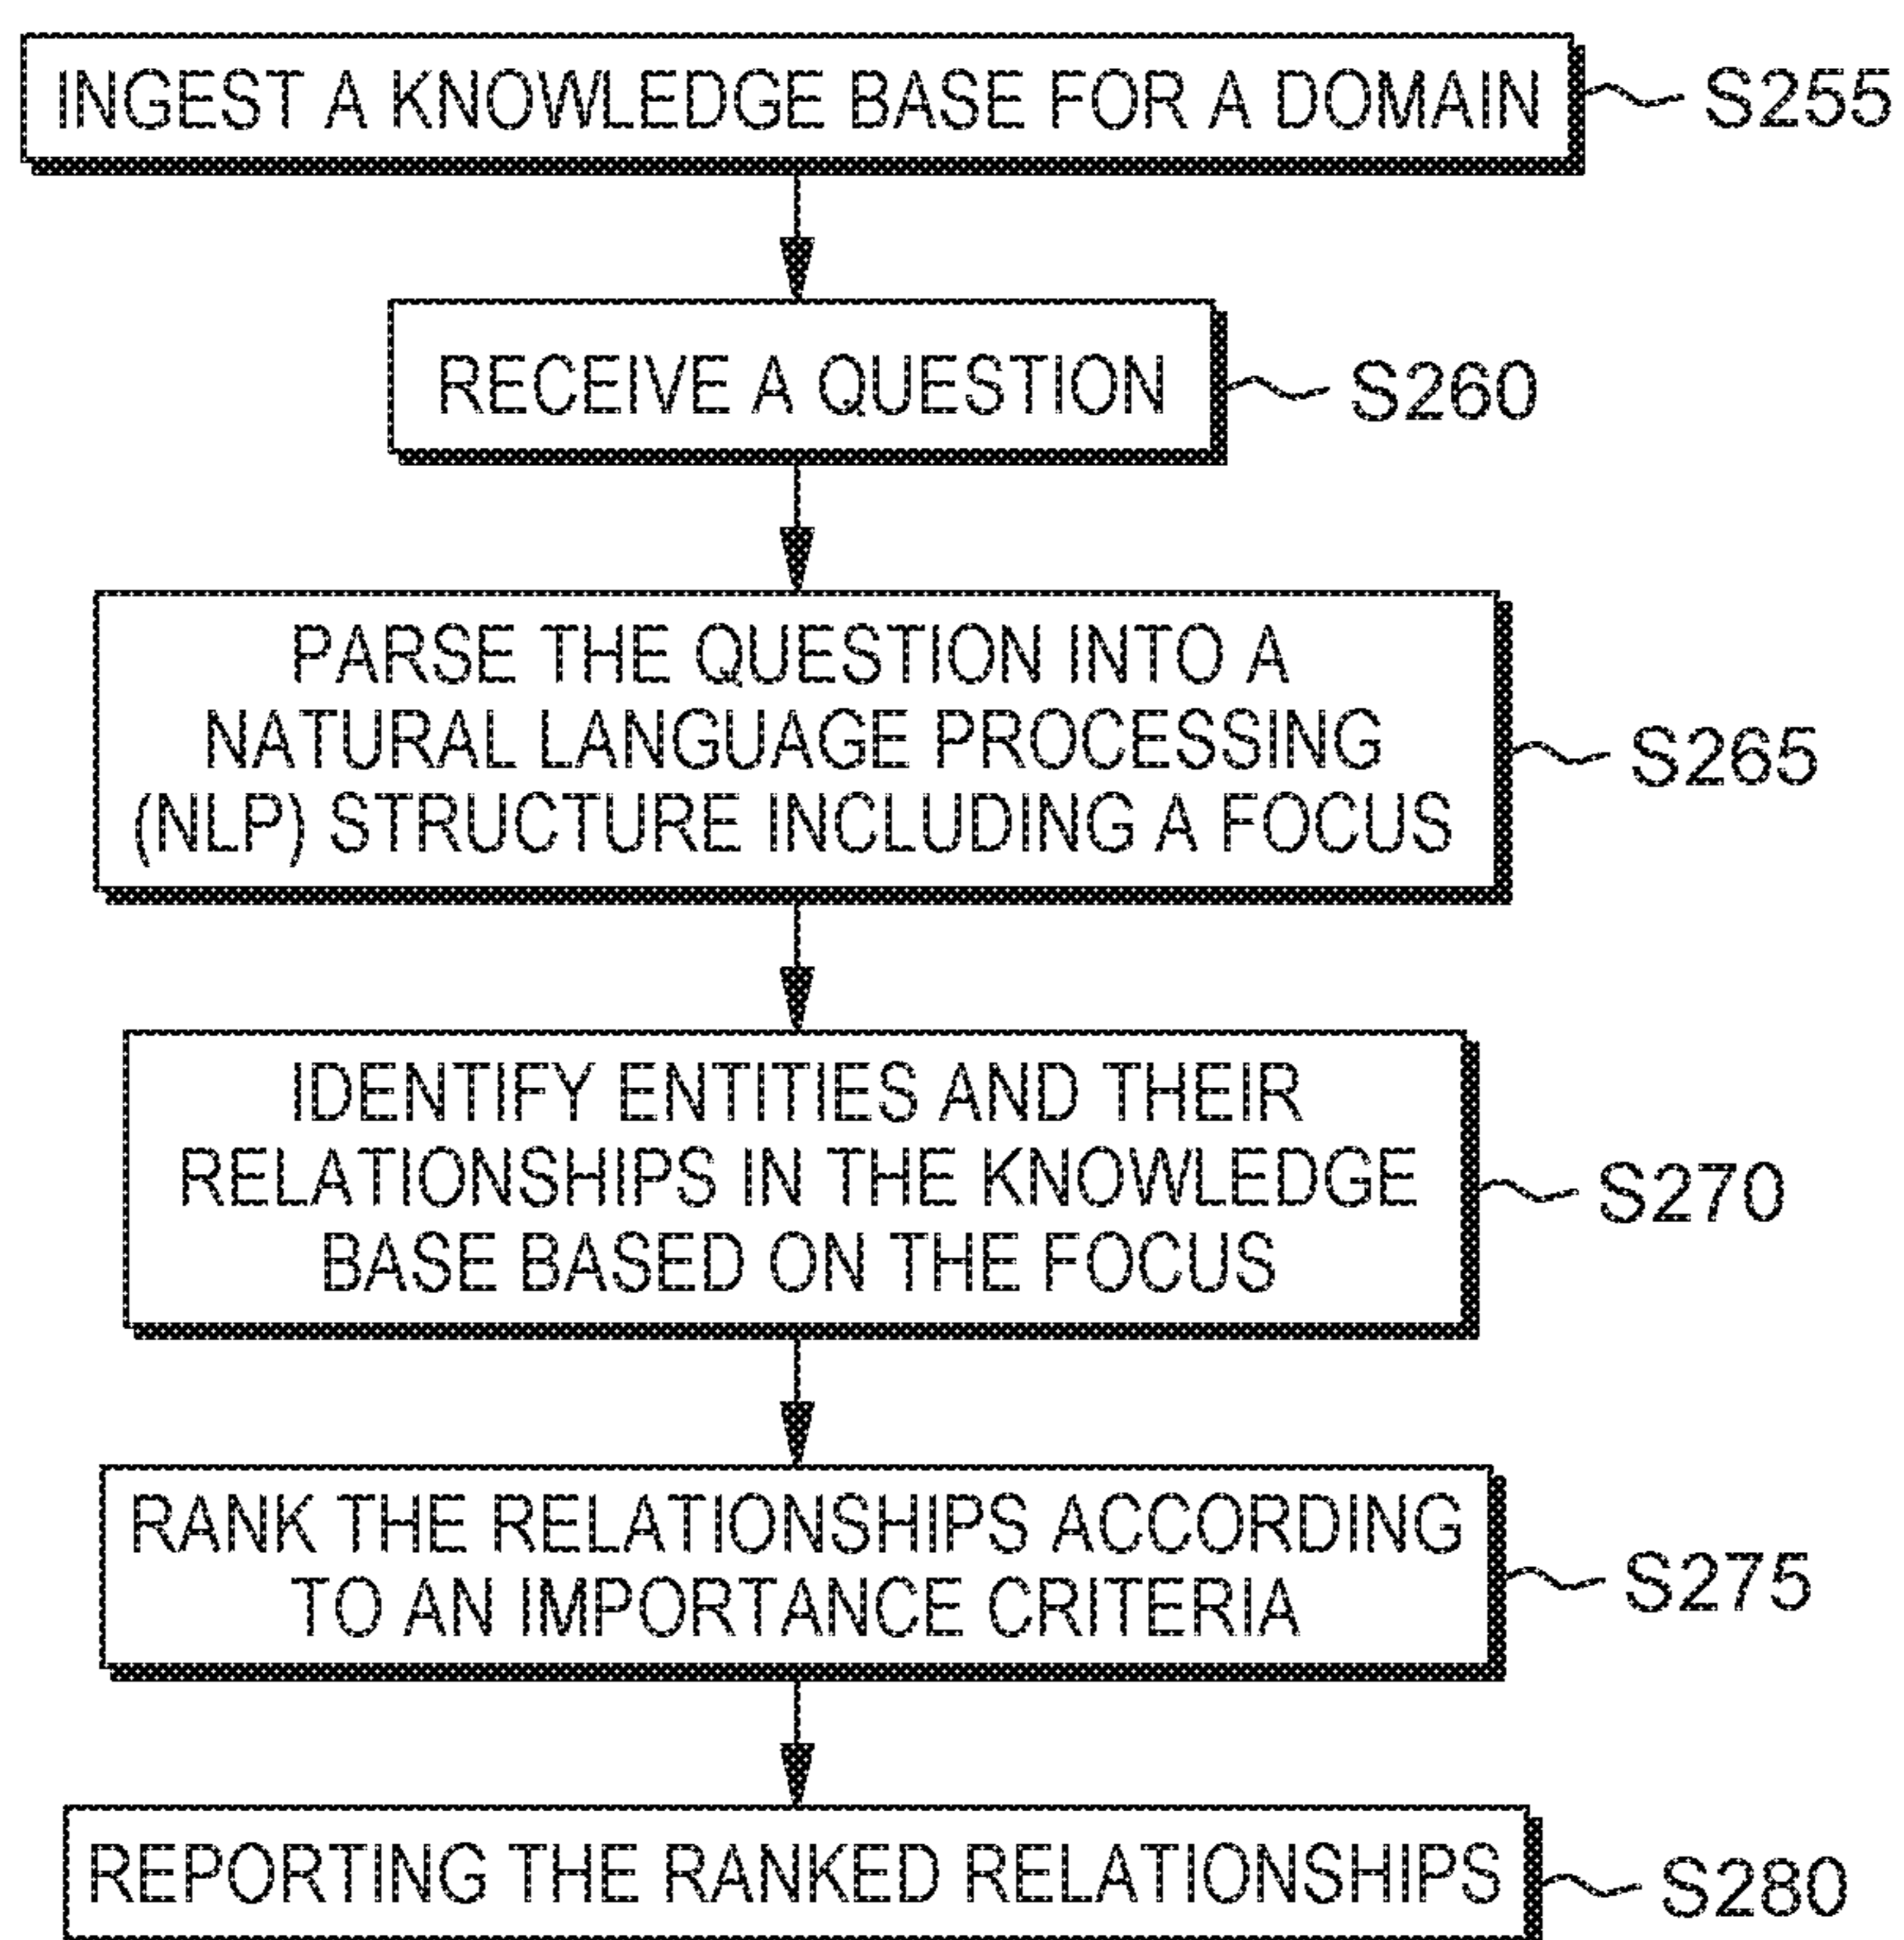 INGEST A KNOWLEDGE BASE FOR A DOMAIN
S255
RECEIVE A QUESTION
S260
PARSE THE QUESTION INTO A
NATURAL LANGUAGE PROCESSING
(NLP) STRUCTURE INCLUDING A FOCUS
S265
IDENTIFY ENTITIES AND THEIR
RELATIONSHIPS IN THE KNOWLEDGE
BASE BASED ON THE FOCUS
S270
RANK THE RELATIONSHIPS ACCORDING
TO AN IMPORTANCE CRITERIA
S275
REPORTING THE RANKED RELATIONSHIPS
S280